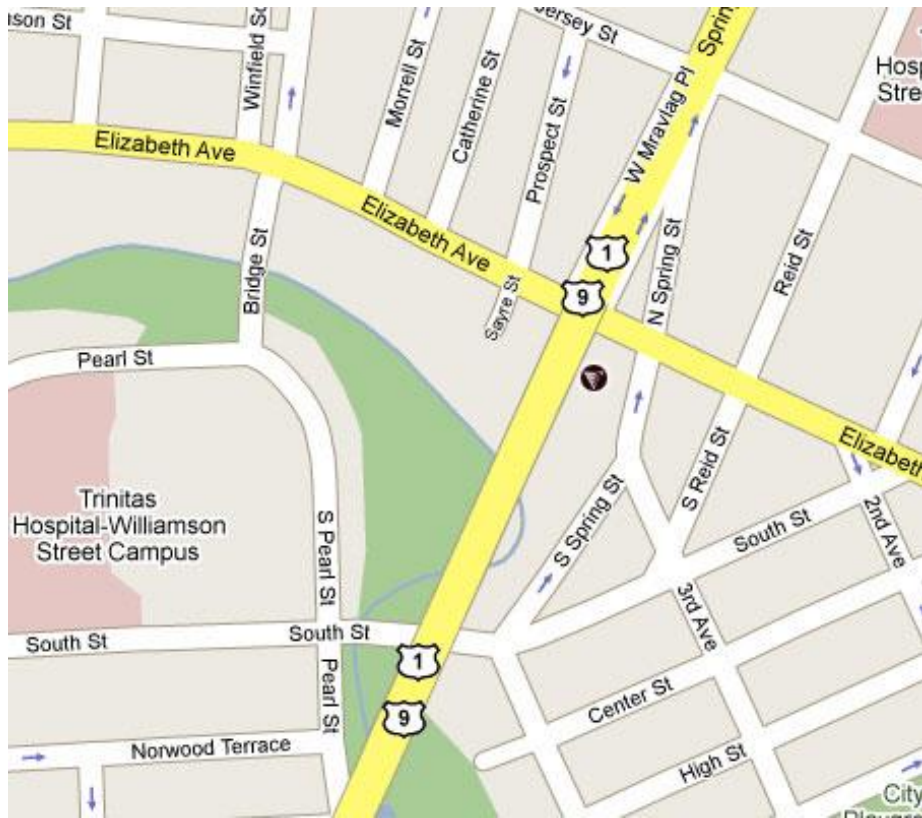 son St
Winfield Sc
Morrell St
Catherine St
Jersey St
Prospect St
W Mravlag Pl
Sprin
Hosp
Stre
Elizabeth Ave
Elizabeth Ave
Bridge St
Sayre St
1
9
N Spring St
Reid St
Pearl St
Elizabeth
S Reid St
Trinitas
Hospital-Williamson
Street Campus
S Pearl St
S Spring St
South St
2nd Ave
3rd Ave
South St
South St
Pearl St
1
9
Center St
Norwood Terrace
High St
City